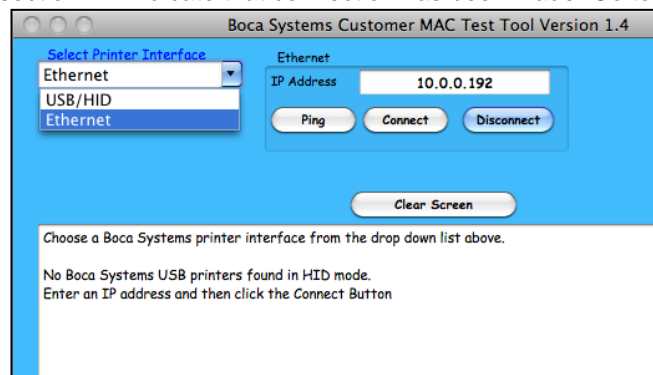 Boca Systems Customer MAC Test Tool Version 1.4
Select Printer Interface
Ethernet
USB/HID
Ethernet
Ethernet
IP Address 10.0.0.192
Ping Connect Disconnect
Clear Screen
Choose a Boca Systems printer interface from the drop down list above.
No Boca Systems USB printers found in HID mode.
Enter an IP address and then click the Connect Button